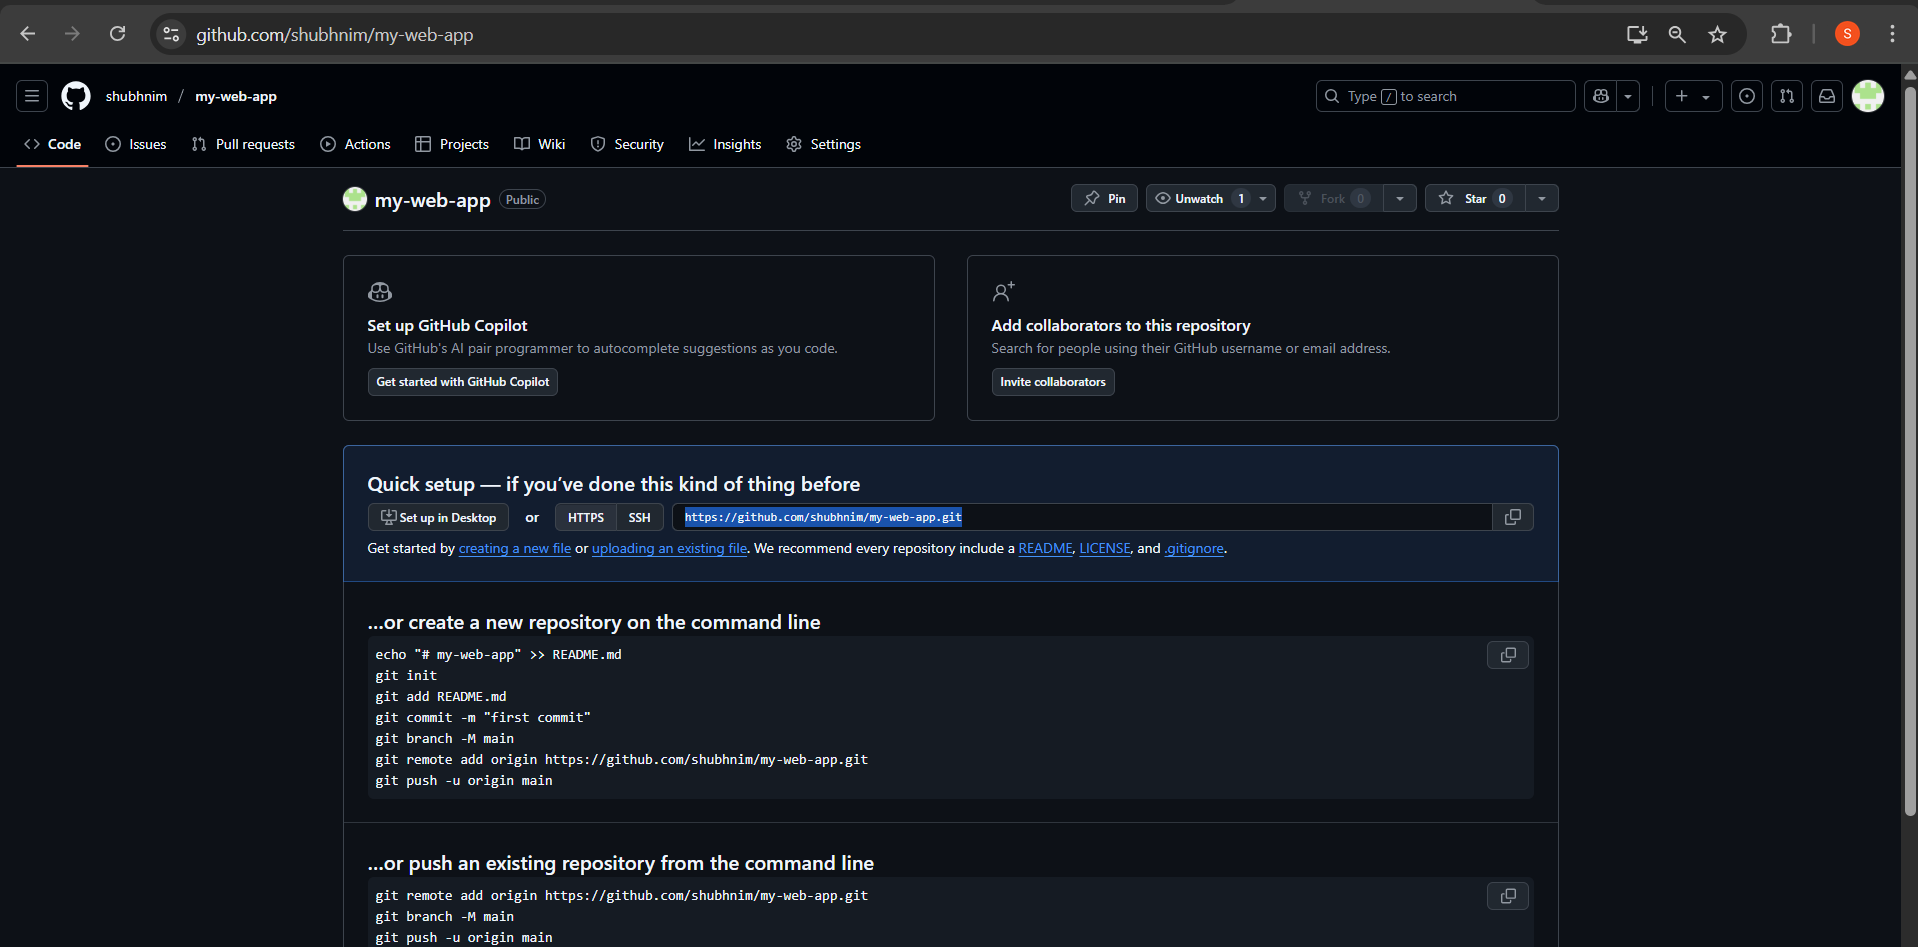 github.com/shubhnim/my-web-app
S
shubhnim / my-web-app
Type / to search
Code Issues Pull requests Actions Projects Wiki Security Insights Settings
my-web-app Public
Pin Unwatch 1 Fork 0 Star 0
Set up GitHub Copilot
Use GitHub's AI pair programmer to autocomplete suggestions as you code.
Get started with GitHub Copilot
Add collaborators to this repository
Search for people using their GitHub username or email address.
Invite collaborators
Quick setup — if you’ve done this kind of thing before
Set up in Desktop or HTTPS SSH https://github.com/shubhnim/my-web-app.git
Get started by creating a new file or uploading an existing file. We recommend every repository include a README, LICENSE, and .gitignore.
…or create a new repository on the command line
echo "# my-web-app" >> README.md
git init
git add README.md
git commit -m "first commit"
git branch -M main
git remote add origin https://github.com/shubhnim/my-web-app.git
git push -u origin main
…or push an existing repository from the command line
git remote add origin https://github.com/shubhnim/my-web-app.git
git branch -M main
git push -u origin main